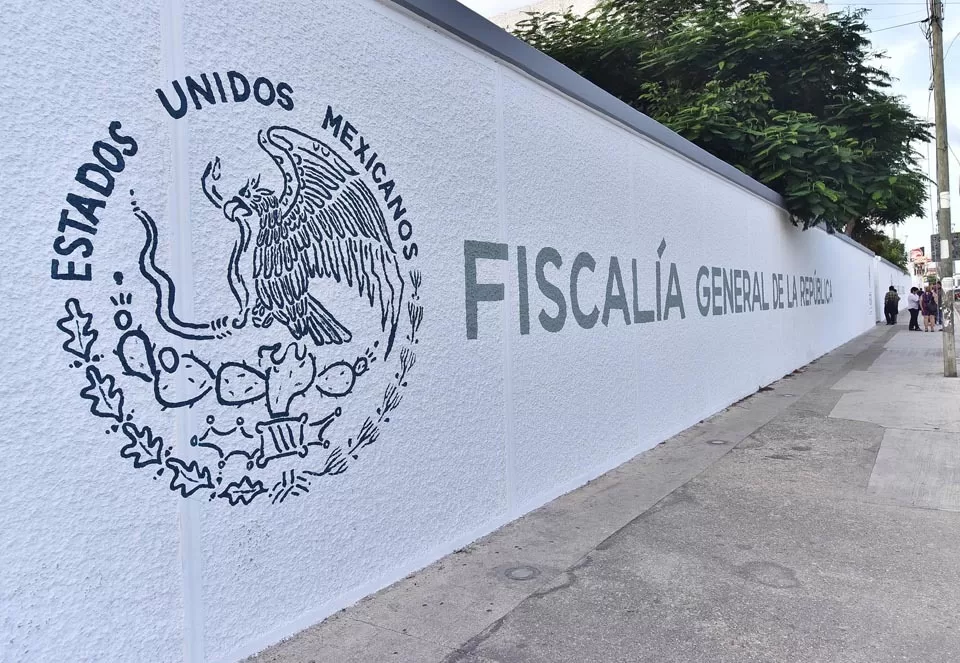 ESTADOS UNIDOS MEXICANOS
FISCALÍA GENERAL DE LA REPÚBLICA